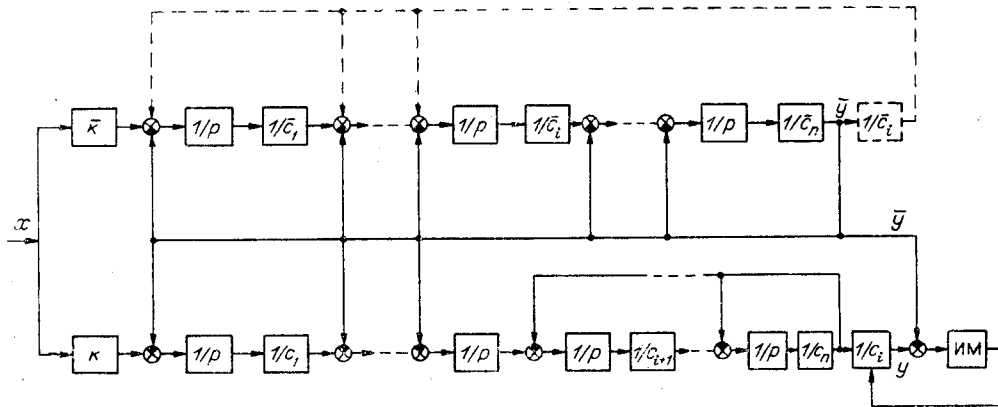 ȳ
κ̄ 1/p 1/c̄₁ 1/p 1/c̄ᵢ 1/p 1/c̄ₙ 1/c̄ᵢ
x ȳ
κ 1/p 1/c₁ 1/p 1/p 1/cᵢ₊₁ 1/p 1/cₙ 1/cᵢ ИМ
y